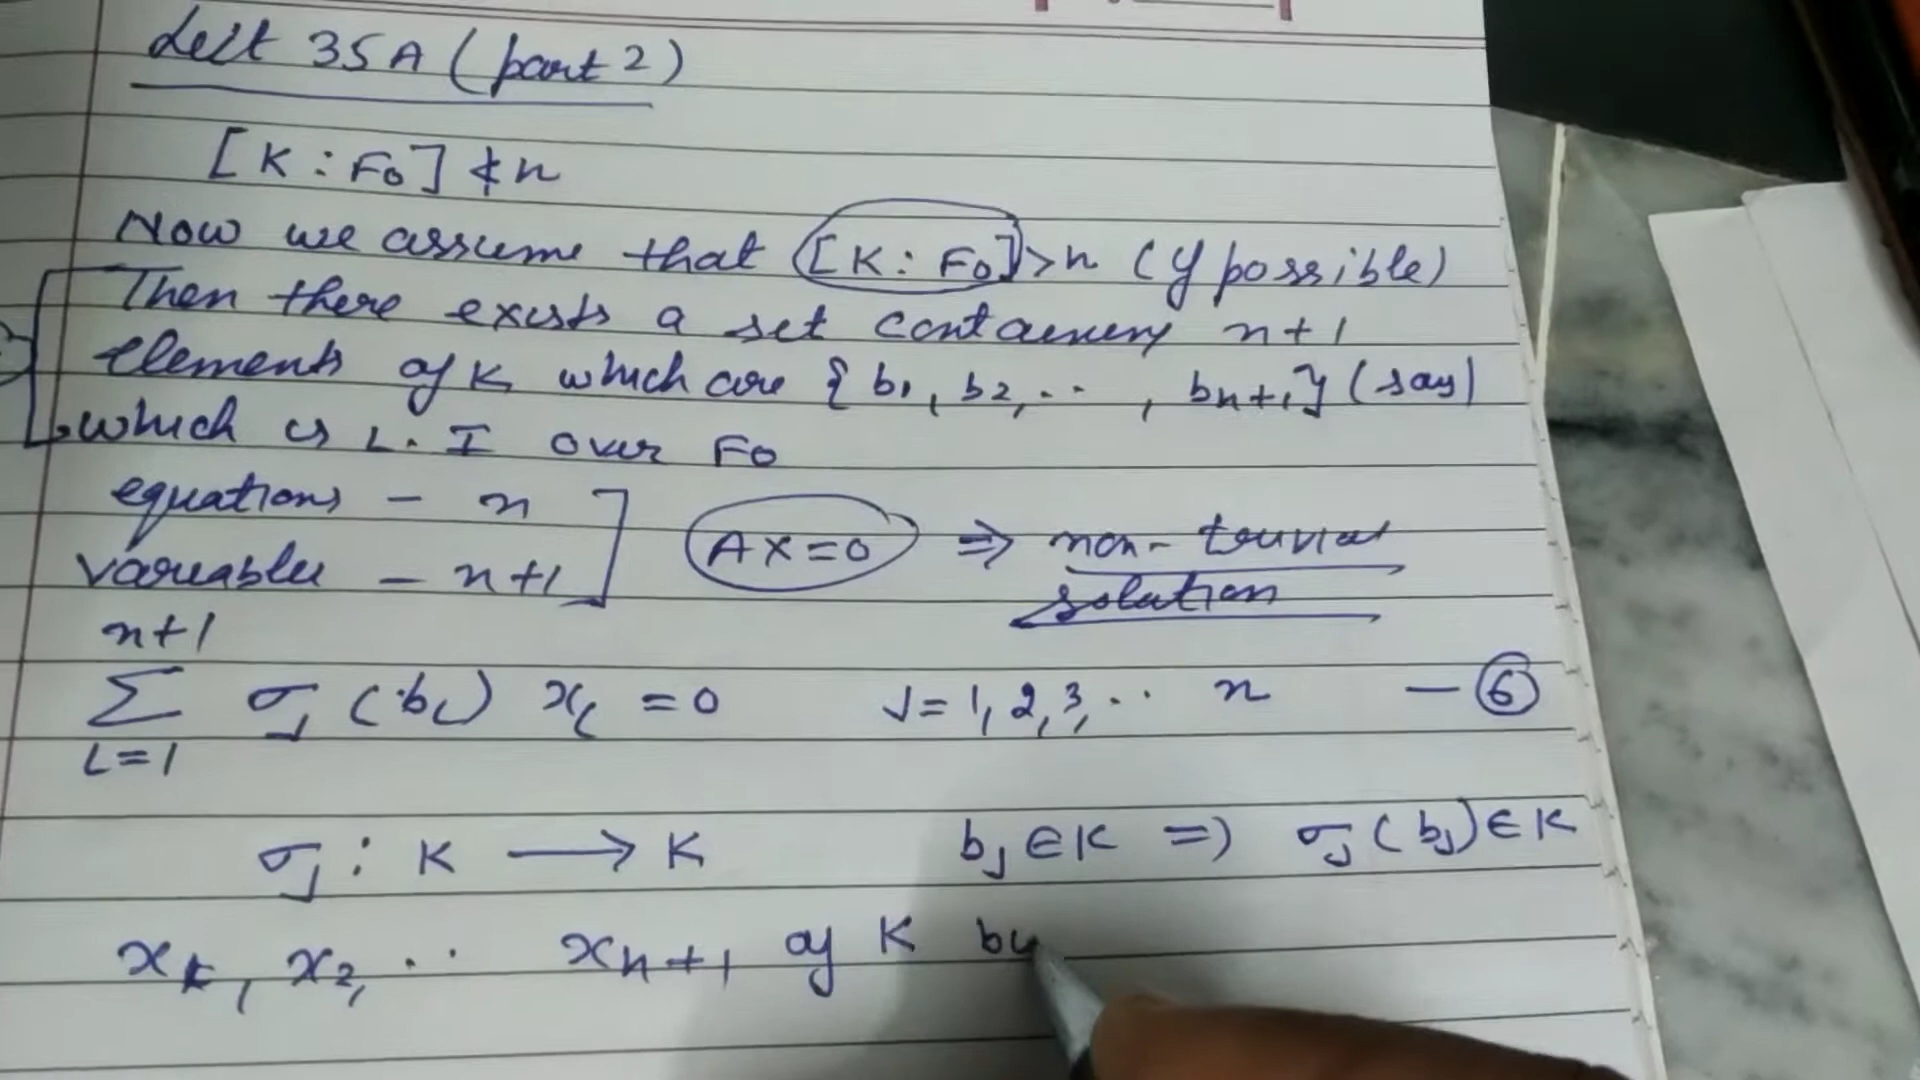 Lect 35A (part 2)
[K : F₀] ≮ n
Now we assume that [K : F₀] > n (if possible)
Then there exists a set containing n+1
elements of K which are {b₁, b₂, .. , bₙ₊₁} (say)
which is L.I over F₀
equations - n
variables - n+1
AX=0 ⇒ non-trivial
solution
n+1
∑ σⱼ (bᵢ) xᵢ = 0 J = 1, 2, 3, .. n — ⑥
i=1
σⱼ : K ⟶ K bⱼ ∈ K ⇒ σⱼ (bⱼ) ∈ K
x₁, x₂, .. xₙ₊₁ of K bu